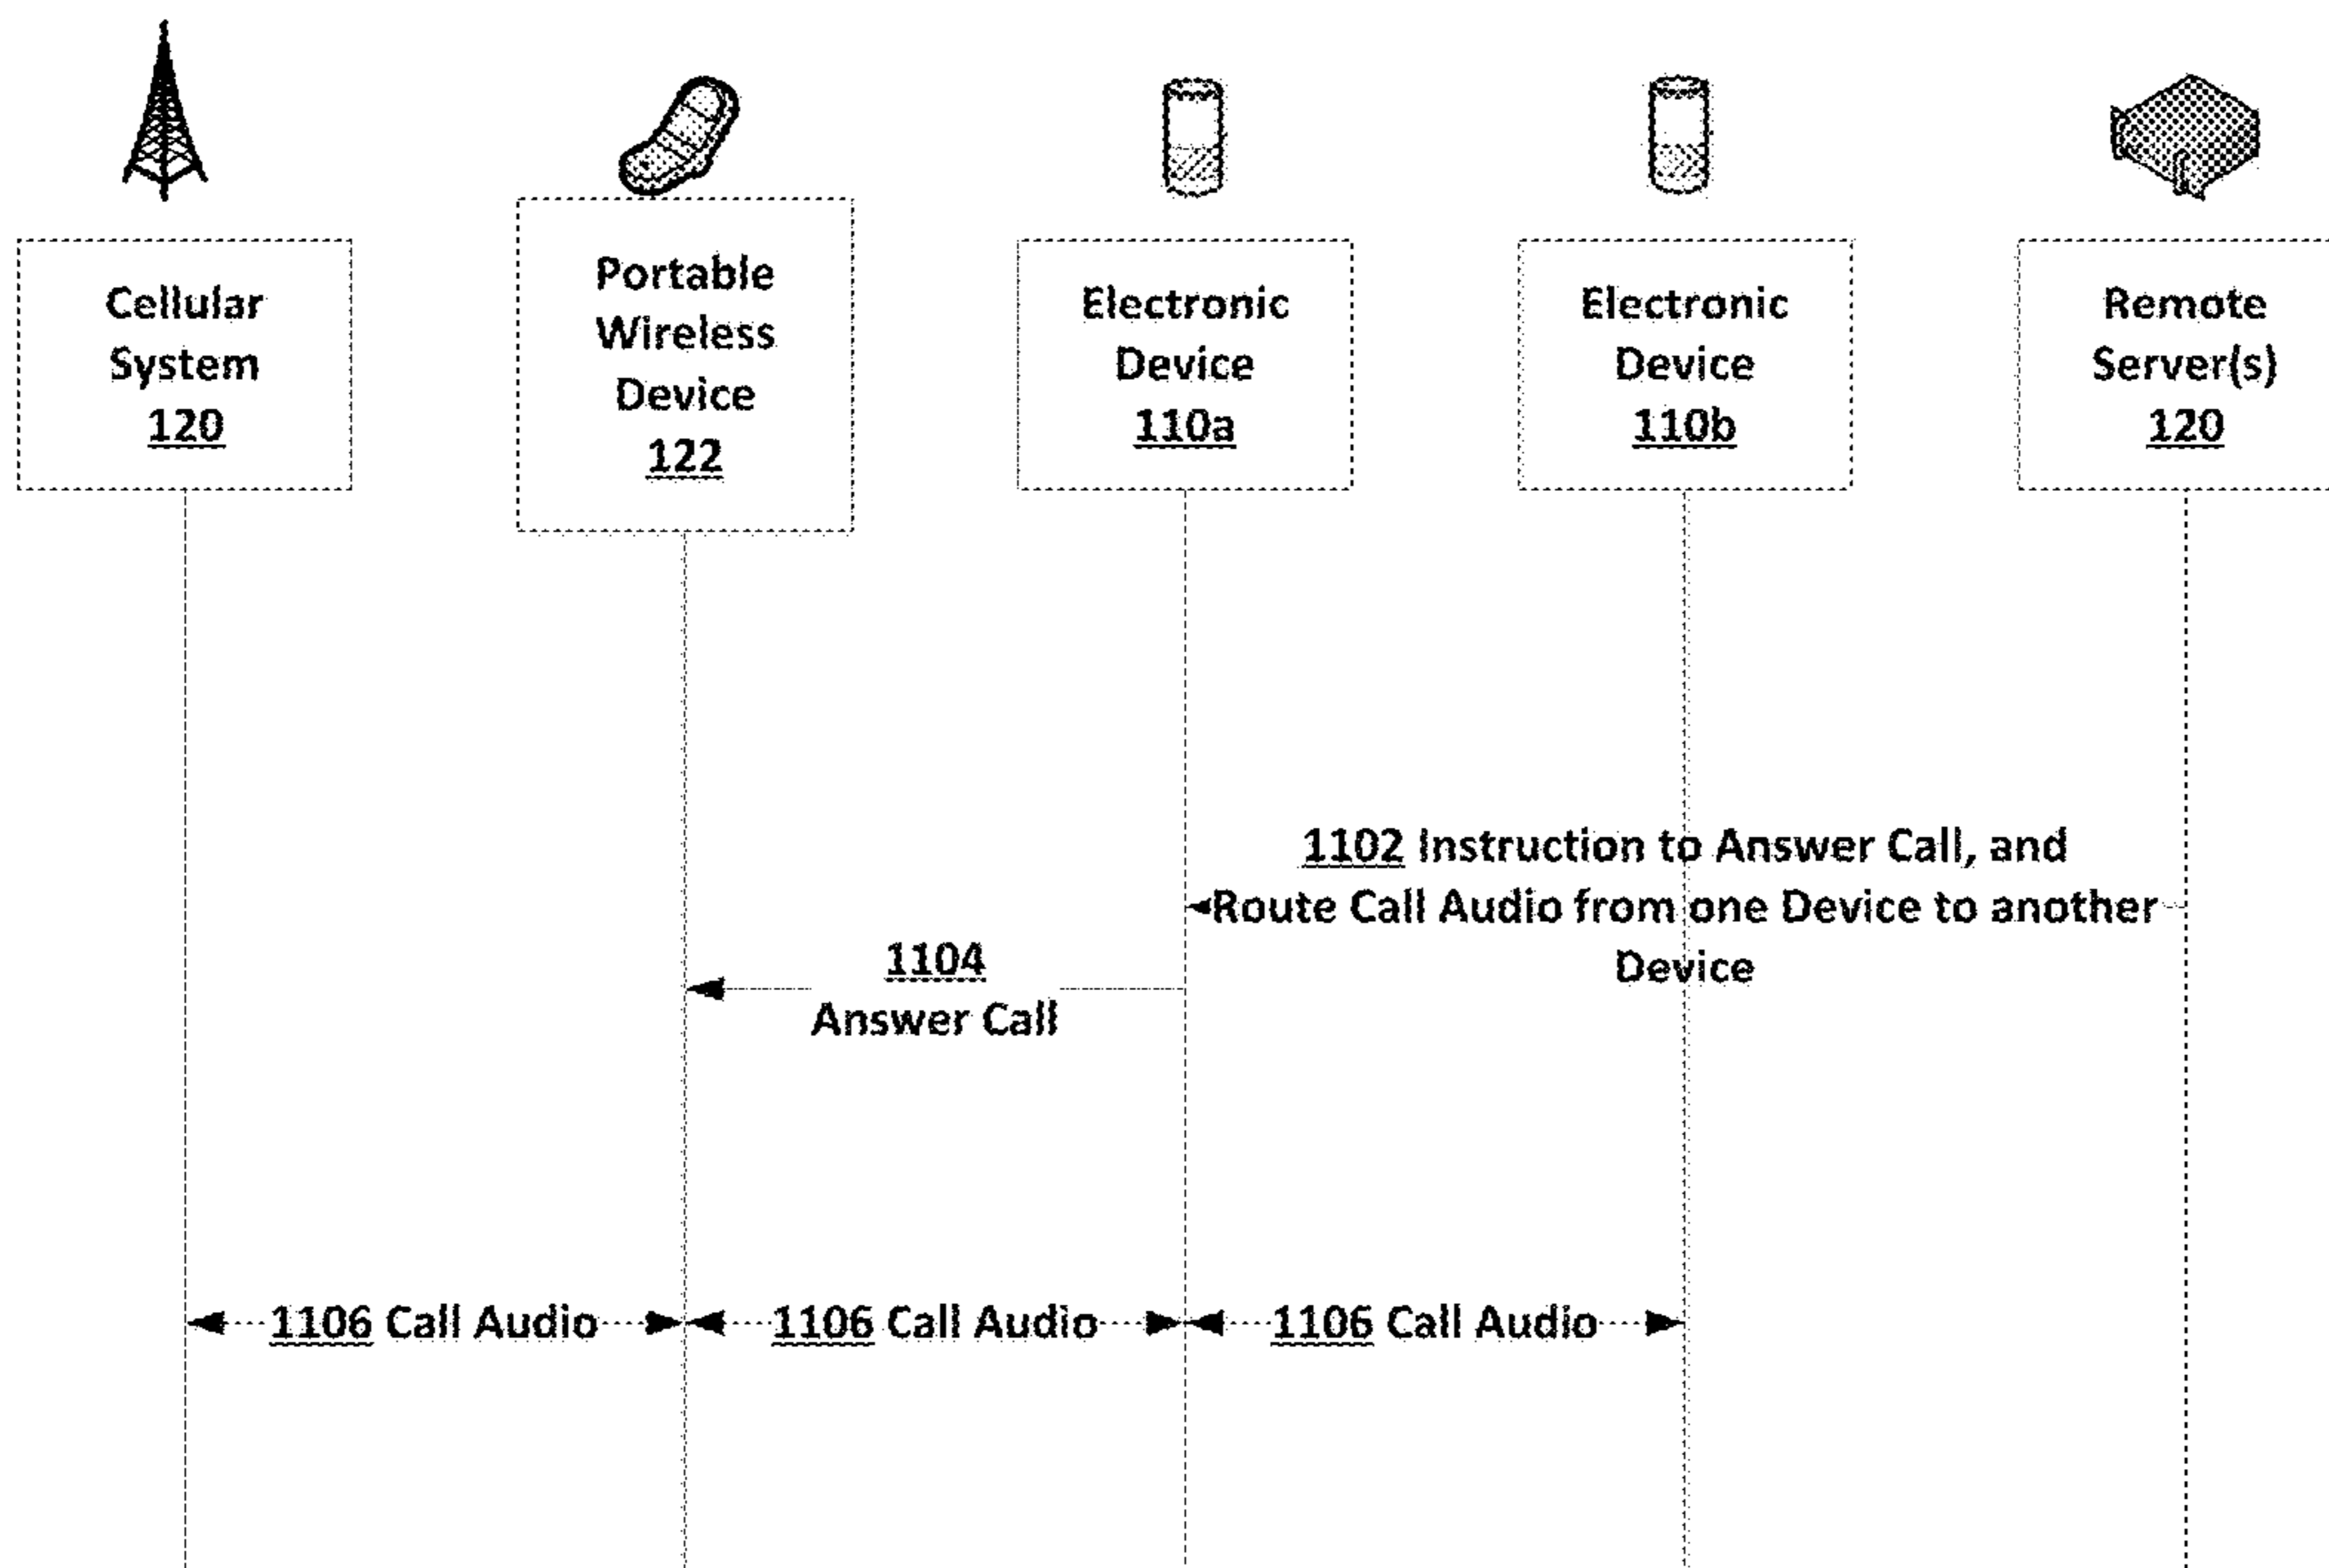 Cellular
System
120
Portable
Wireless
Device
122
Electronic
Device
110a
Electronic
Device
110b
Remote
Server(s)
120
1102 Instruction to Answer Call, and
Route Call Audio from one Device to another
Device
1104
Answer Call
1106 Call Audio
1106 Call Audio
1106 Call Audio